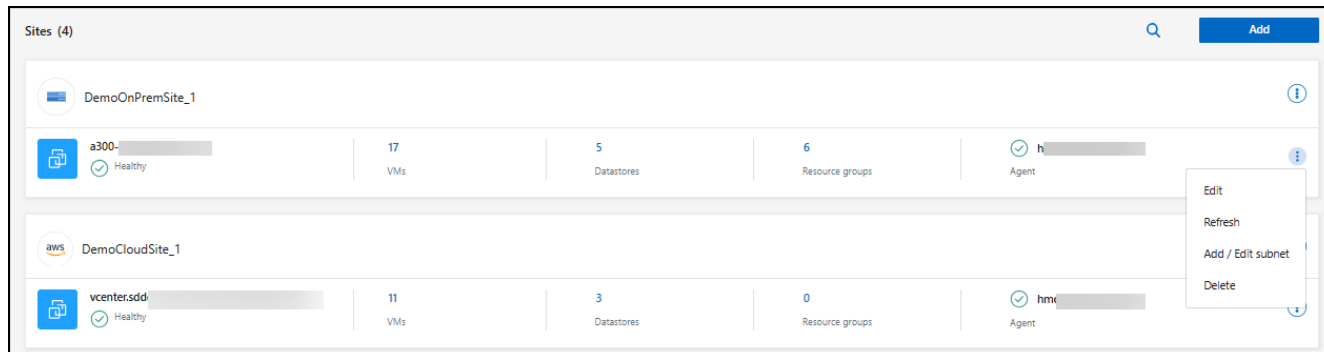 Sites (4)
Add
DemoOnPremSite_1
a300-
Healthy
17
VMs
5
Datastores
6
Resource groups
h
Agent
Edit
Refresh
Add / Edit subnet
Delete
aws
DemoCloudSite_1
vcenter.sdd
Healthy
11
VMs
3
Datastores
0
Resource groups
hm
Agent